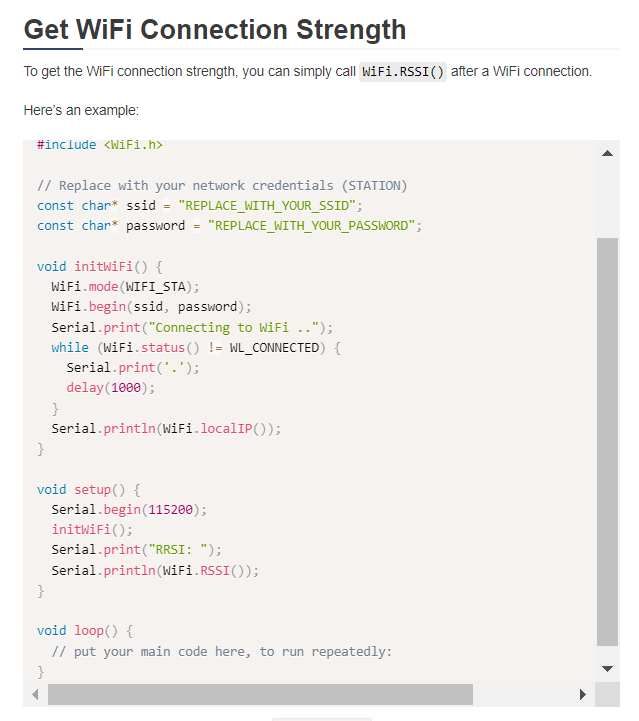 Get WiFi Connection Strength
To get the WiFi connection strength, you can simply call WiFi.RSSI() after a WiFi connection.
Here's an example:
#include <WiFi.h>
// Replace with your network credentials (STATION)
const char* ssid = "REPLACE_WITH_YOUR_SSID";
const char* password = "REPLACE_WITH_YOUR_PASSWORD";
void initWiFi() {
  WiFi.mode(WIFI_STA);
  WiFi.begin(ssid, password);
  Serial.print("Connecting to WiFi ..");
  while (WiFi.status() != WL_CONNECTED) {
    Serial.print('.');
    delay(1000);
  }
  Serial.println(WiFi.localIP());
}
void setup() {
  Serial.begin(115200);
  initWiFi();
  Serial.print("RRSI: ");
  Serial.println(WiFi.RSSI());
}
void loop() {
  // put your main code here, to run repeatedly:
}